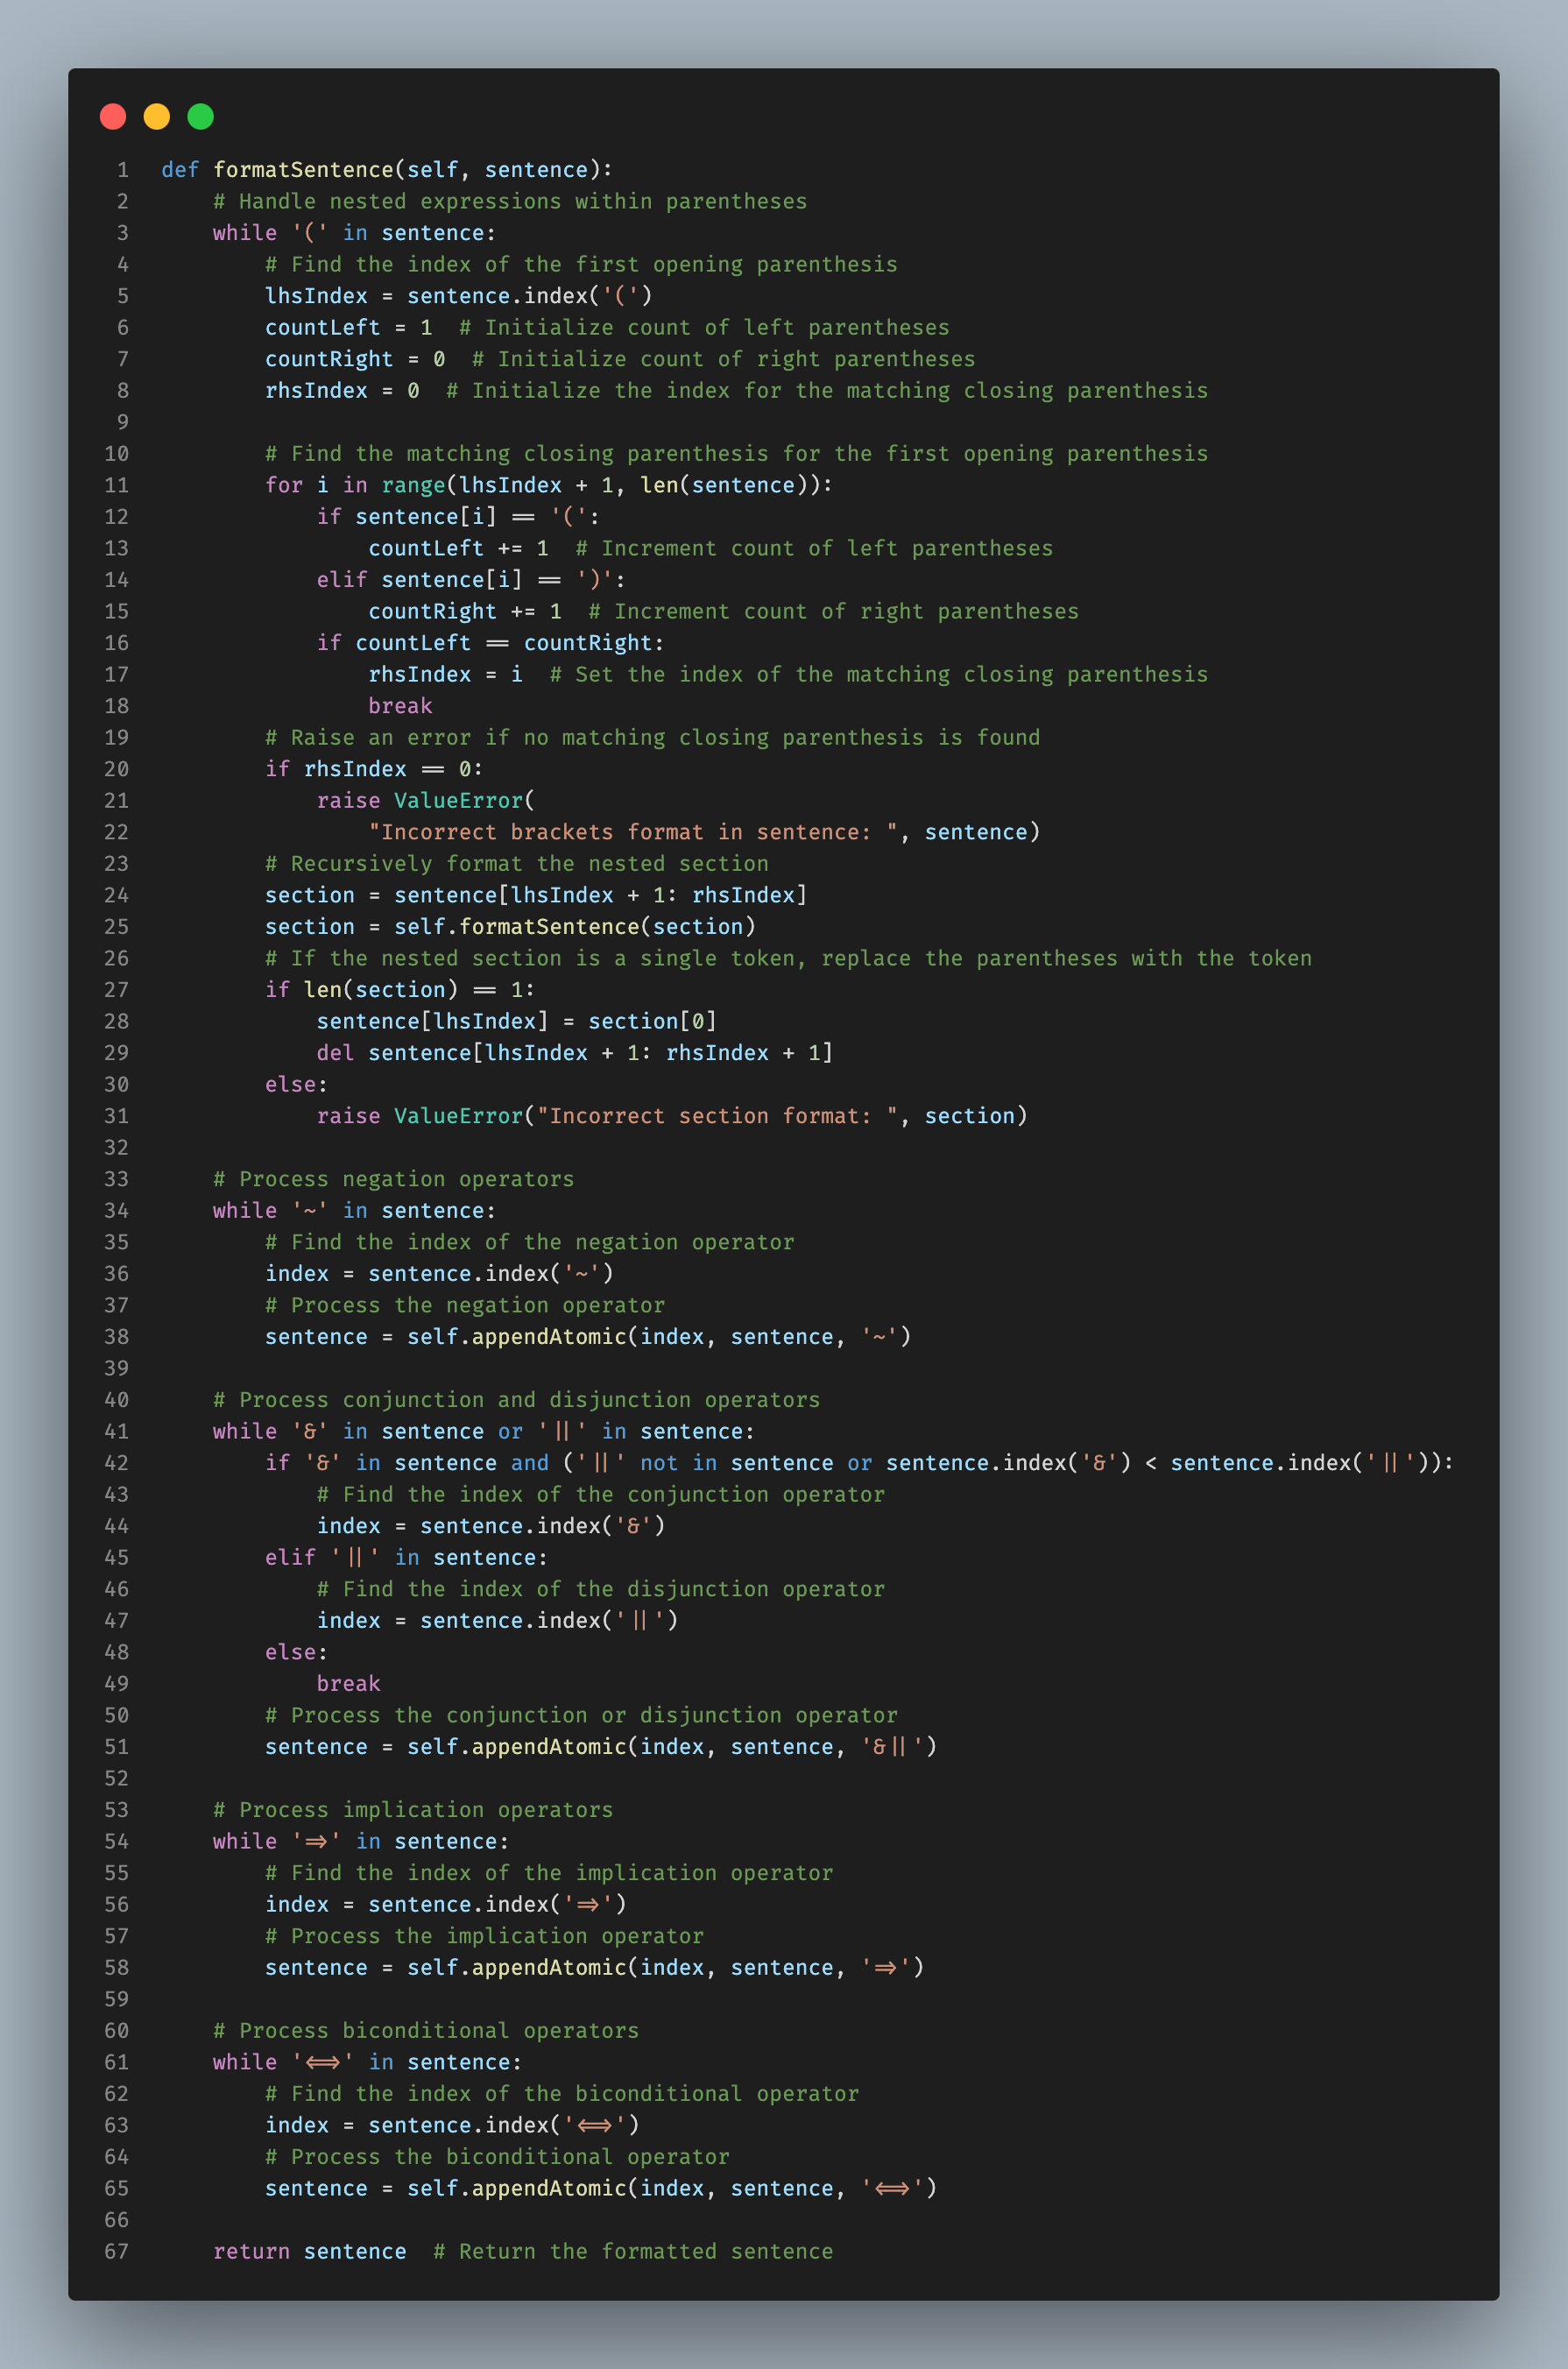 1 def formatSentence(self, sentence):
2     # Handle nested expressions within parentheses
3     while '(' in sentence:
4         # Find the index of the first opening parenthesis
5         lhsIndex = sentence.index('(')
6         countLeft = 1  # Initialize count of left parentheses
7         countRight = 0  # Initialize count of right parentheses
8         rhsIndex = 0  # Initialize the index for the matching closing parenthesis
9
10         # Find the matching closing parenthesis for the first opening parenthesis
11         for i in range(lhsIndex + 1, len(sentence)):
12             if sentence[i] == '(':
13                 countLeft += 1  # Increment count of left parentheses
14             elif sentence[i] == ')':
15                 countRight += 1  # Increment count of right parentheses
16             if countLeft == countRight:
17                 rhsIndex = i  # Set the index of the matching closing parenthesis
18                 break
19         # Raise an error if no matching closing parenthesis is found
20         if rhsIndex == 0:
21             raise ValueError(
22                 "Incorrect brackets format in sentence: ", sentence)
23         # Recursively format the nested section
24         section = sentence[lhsIndex + 1: rhsIndex]
25         section = self.formatSentence(section)
26         # If the nested section is a single token, replace the parentheses with the token
27         if len(section) == 1:
28             sentence[lhsIndex] = section[0]
29             del sentence[lhsIndex + 1: rhsIndex + 1]
30         else:
31             raise ValueError("Incorrect section format: ", section)
32
33     # Process negation operators
34     while '~' in sentence:
35         # Find the index of the negation operator
36         index = sentence.index('~')
37         # Process the negation operator
38         sentence = self.appendAtomic(index, sentence, '~')
39
40     # Process conjunction and disjunction operators
41     while '&' in sentence or '||' in sentence:
42         if '&' in sentence and ('||' not in sentence or sentence.index('&') < sentence.index('||')):
43             # Find the index of the conjunction operator
44             index = sentence.index('&')
45         elif '||' in sentence:
46             # Find the index of the disjunction operator
47             index = sentence.index('||')
48         else:
49             break
50         # Process the conjunction or disjunction operator
51         sentence = self.appendAtomic(index, sentence, '&||')
52
53     # Process implication operators
54     while '=>' in sentence:
55         # Find the index of the implication operator
56         index = sentence.index('=>')
57         # Process the implication operator
58         sentence = self.appendAtomic(index, sentence, '=>')
59
60     # Process biconditional operators
61     while '<=>' in sentence:
62         # Find the index of the biconditional operator
63         index = sentence.index('<=>')
64         # Process the biconditional operator
65         sentence = self.appendAtomic(index, sentence, '<=>')
66
67     return sentence  # Return the formatted sentence